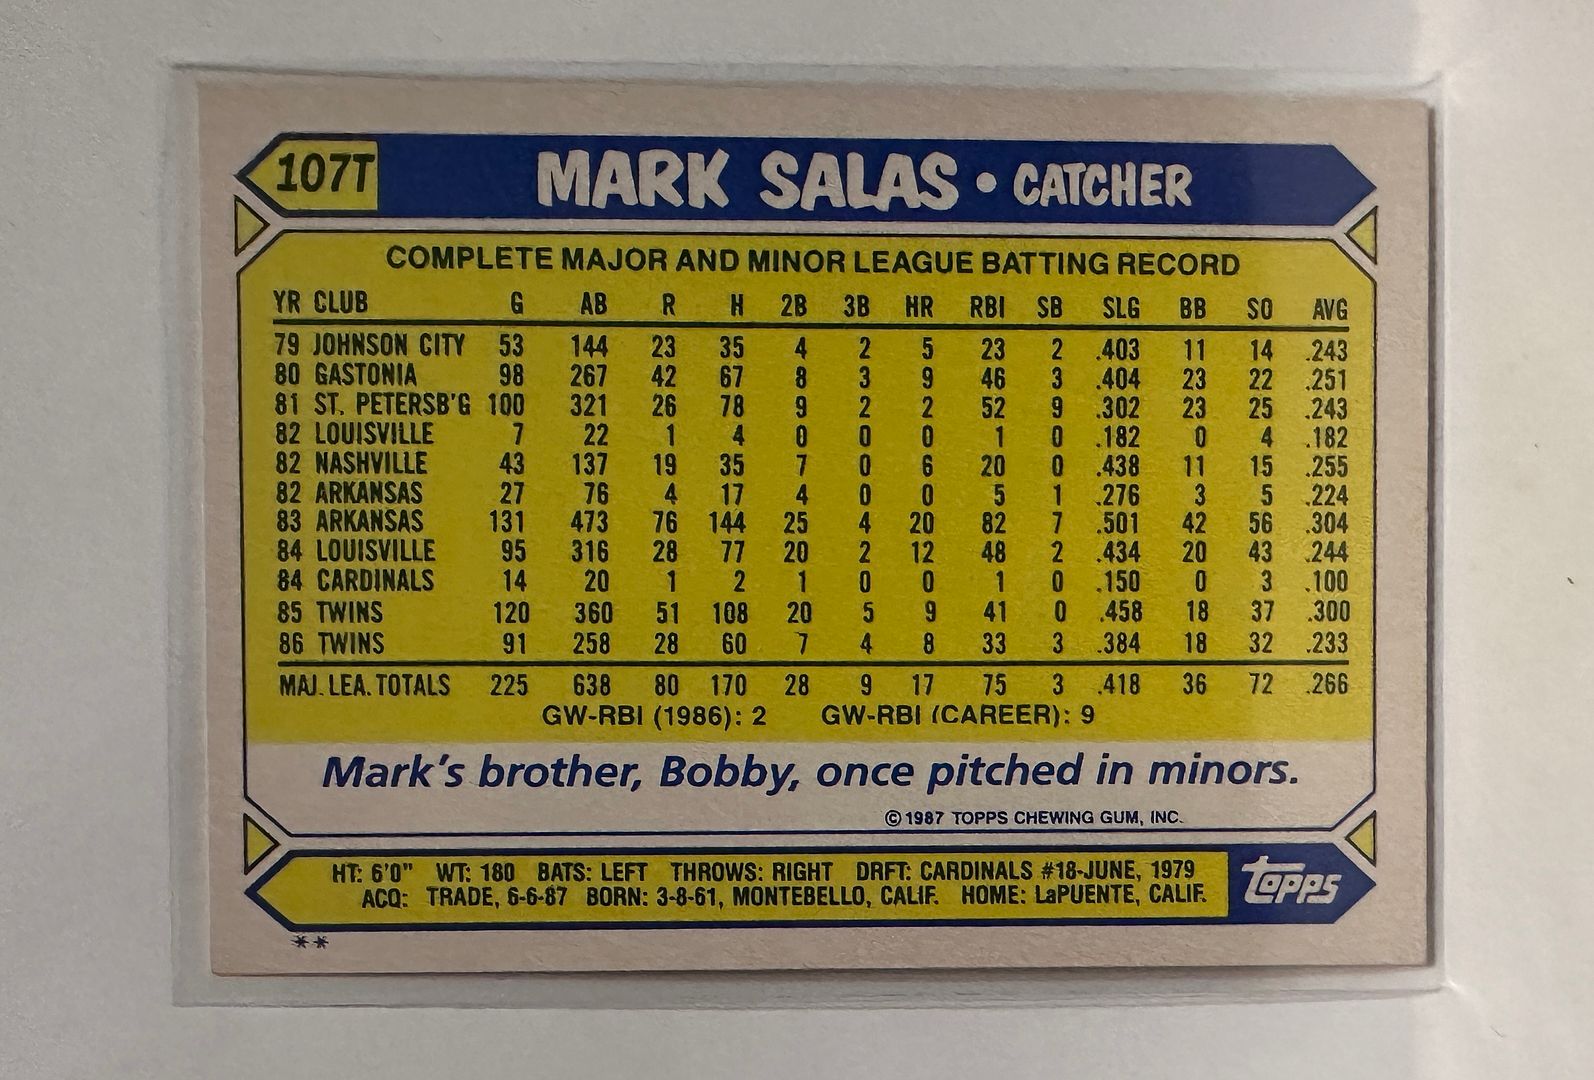 107T MARK SALAS • CATCHER
COMPLETE MAJOR AND MINOR LEAGUE BATTING RECORD
YR CLUB G AB R H 2B 3B HR RBI SB SLG BB SO AVG
79 JOHNSON CITY 53 144 23 35 4 2 5 23 2 .403 11 14 .243
80 GASTONIA 98 267 42 67 8 3 9 46 3 .404 23 22 .251
81 ST. PETERSB'G 100 321 26 78 9 2 2 52 9 .302 23 25 .243
82 LOUISVILLE 7 22 1 4 0 0 0 1 0 .182 0 4 .182
82 NASHVILLE 43 137 19 35 7 0 6 20 0 .438 11 15 .255
82 ARKANSAS 27 76 4 17 4 0 0 5 1 .276 3 5 .224
83 ARKANSAS 131 473 76 144 25 4 20 82 7 .501 42 56 .304
84 LOUISVILLE 95 316 28 77 20 2 12 48 2 .434 20 43 .244
84 CARDINALS 14 20 1 2 1 0 0 1 0 .150 0 3 .100
85 TWINS 120 360 51 108 20 5 9 41 0 .458 18 37 .300
86 TWINS 91 258 28 60 7 4 8 33 3 .384 18 32 .233
MAJ. LEA. TOTALS 225 638 80 170 28 9 17 75 3 .418 36 72 .266
GW-RBI (1986): 2 GW-RBI (CAREER): 9
Mark's brother, Bobby, once pitched in minors.
© 1987 TOPPS CHEWING GUM, INC.
HT: 6'0" WT: 180 BATS: LEFT THROWS: RIGHT DRFT: CARDINALS #18-JUNE, 1979
ACQ: TRADE, 6-6-87 BORN: 3-8-61, MONTEBELLO, CALIF. HOME: LaPUENTE, CALIF.
topps
**